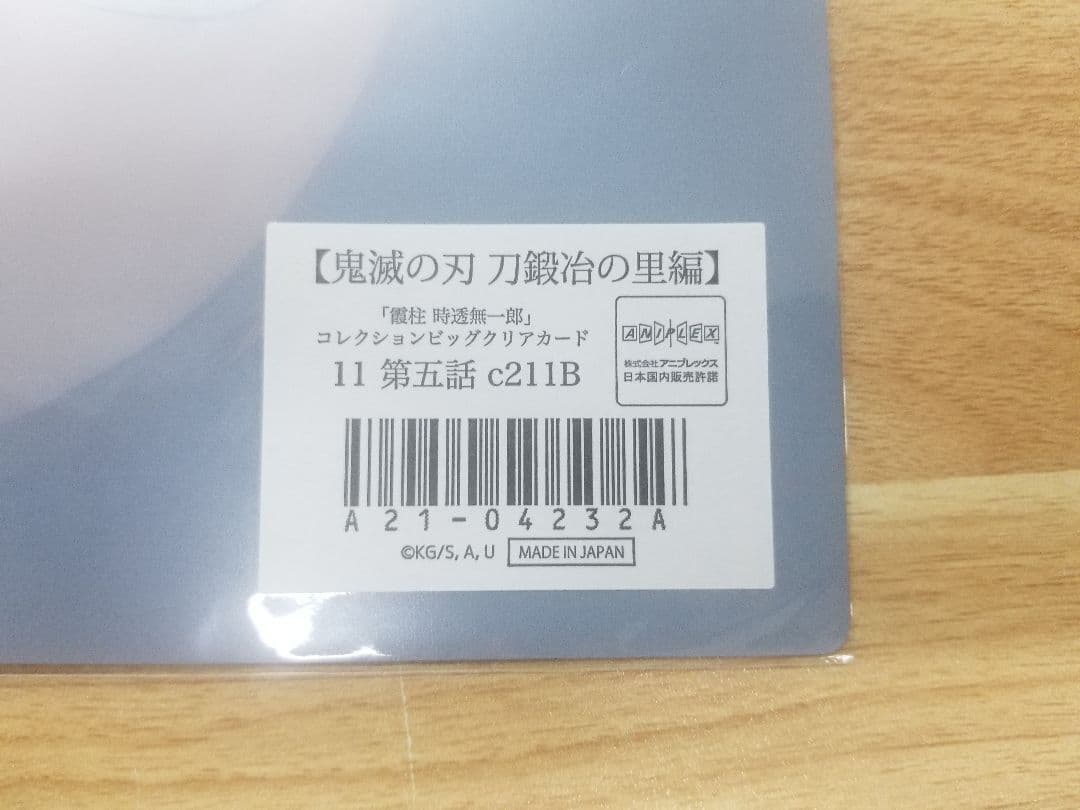 【鬼滅の刃 刀鍛冶の里編】
「霞柱 時透無一郎」
コレクションビッグクリアカード
11 第五話 c211B
ANIPLEX
株式会社アニプレックス
日本国内販売許諾
A21-04232A
©KG/S, A, U MADE IN JAPAN